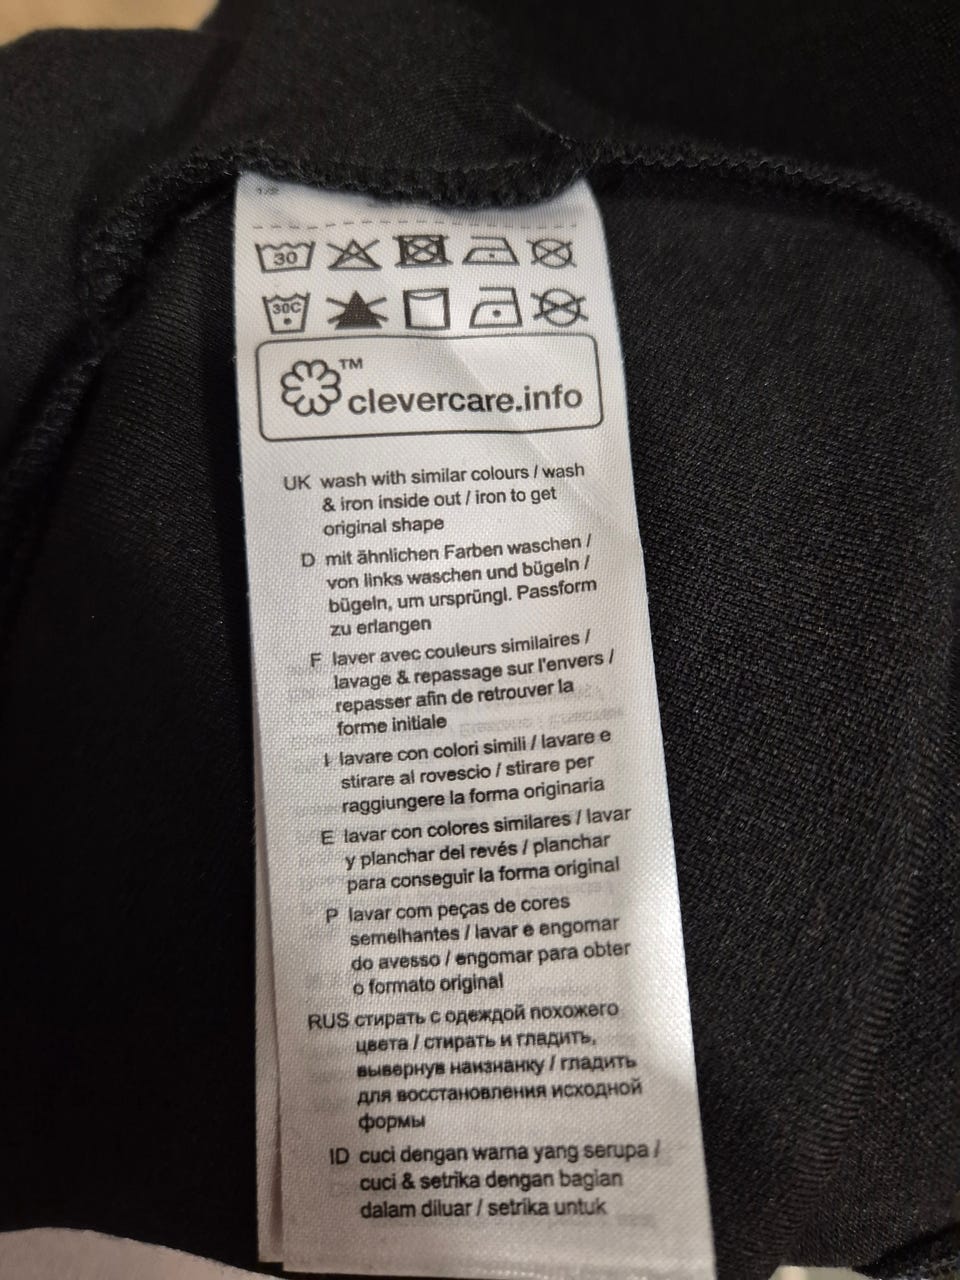 1/2
30
30C
™
clevercare.info
UK wash with similar colours / wash
& iron inside out / iron to get
original shape
D mit ähnlichen Farben waschen /
von links waschen und bügeln /
bügeln, um ursprüngl. Passform
zu erlangen
F laver avec couleurs similaires /
lavage & repassage sur l'envers /
repasser afin de retrouver la
forme initiale
I lavare con colori simili / lavare e
stirare al rovescio / stirare per
raggiungere la forma originaria
E lavar con colores similares / lavar
y planchar del revés / planchar
para conseguir la forma original
P lavar com peças de cores
semelhantes / lavar e engomar
do avesso / engomar para obter
o formato original
RUS стирать с одеждой похожего
цвета / стирать и гладить,
вывернув наизнанку / гладить
для восстановления исходной
формы
ID cuci dengan warna yang serupa /
cuci & setrika dengan bagian
dalam diluar / setrika untuk